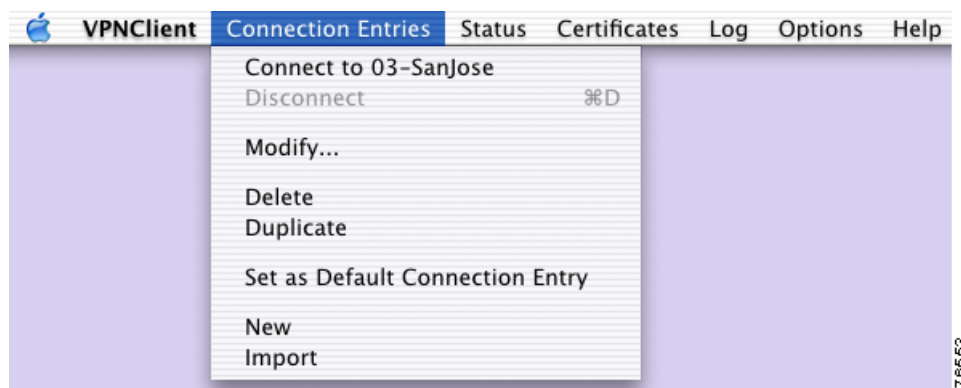 VPNClient Connection Entries Status Certificates Log Options Help
Connect to 03-SanJose
Disconnect ⌘D
Modify...
Delete
Duplicate
Set as Default Connection Entry
New
Import